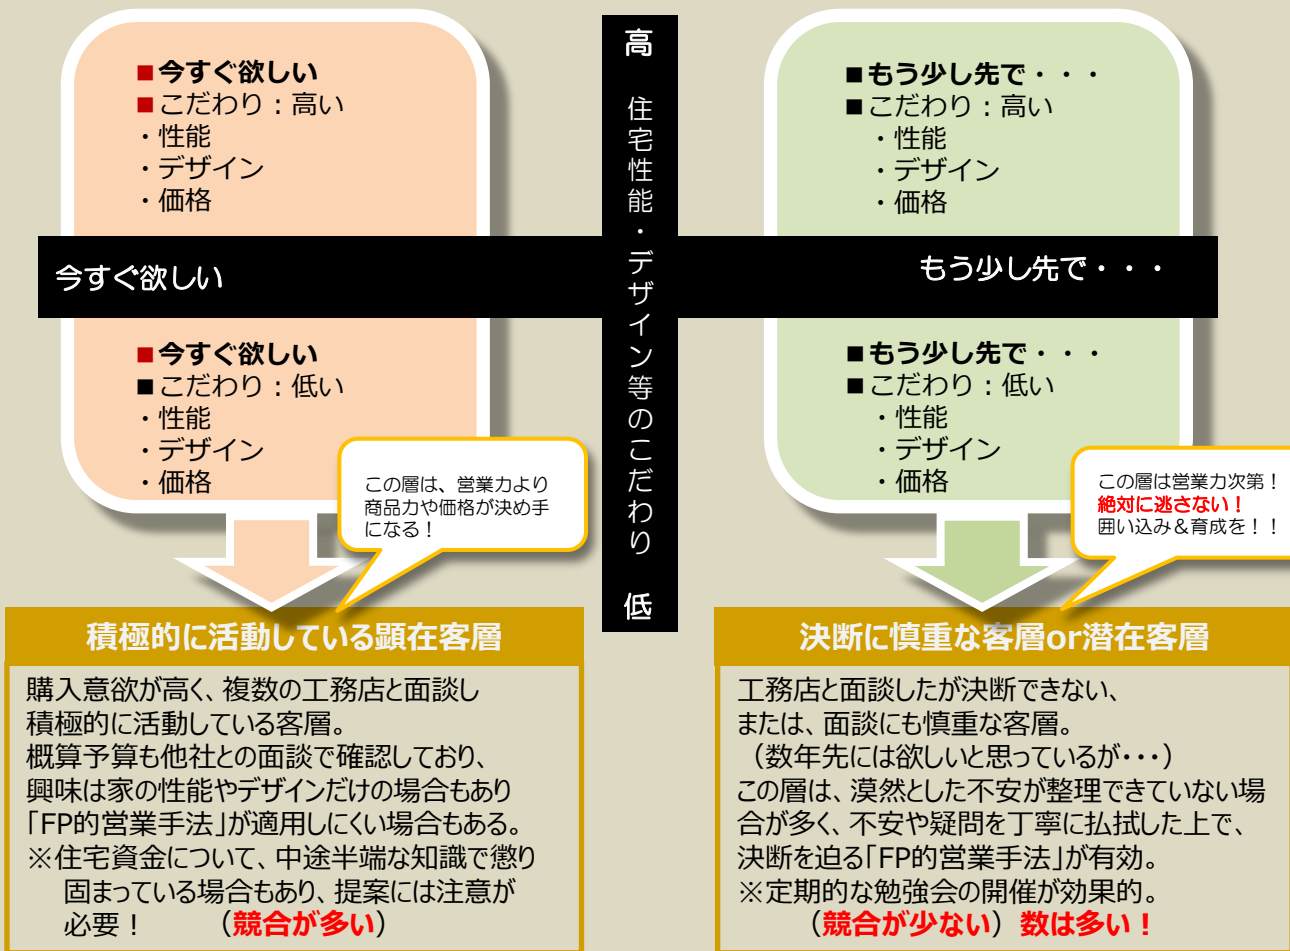 ■今すぐ欲しい
■こだわり：高い
・性能
・デザイン
・価格
高　住宅性能・デザイン等のこだわり　低
■もう少し先で・・・
■こだわり：高い
・性能
・デザイン
・価格
今すぐ欲しい
もう少し先で・・・
■今すぐ欲しい
■こだわり：低い
・性能
・デザイン
・価格
この層は、営業力より
商品力や価格が決め手
になる！
■もう少し先で・・・
■こだわり：低い
・性能
・デザイン
・価格
この層は営業力次第！
絶対に逃さない！
囲い込み＆育成を！！
積極的に活動している顕在客層
購入意欲が高く、複数の工務店と面談し
積極的に活動している客層。
概算予算も他社との面談で確認しており、
興味は家の性能やデザインだけの場合もあり
「FP的営業手法」が適用しにくい場合もある。
※住宅資金について、中途半端な知識で懲り
固まっている場合もあり、提案には注意が
必要！　（競合が多い）
決断に慎重な客層or潜在客層
工務店と面談したが決断できない、
または、面談にも慎重な客層。
（数年先には欲しいと思っているが・・・）
この層は、漠然とした不安が整理できていない場
合が多く、不安や疑問を丁寧に払拭した上で、
決断を迫る「FP的営業手法」が有効。
※定期的な勉強会の開催が効果的。
（競合が少ない）数は多い！